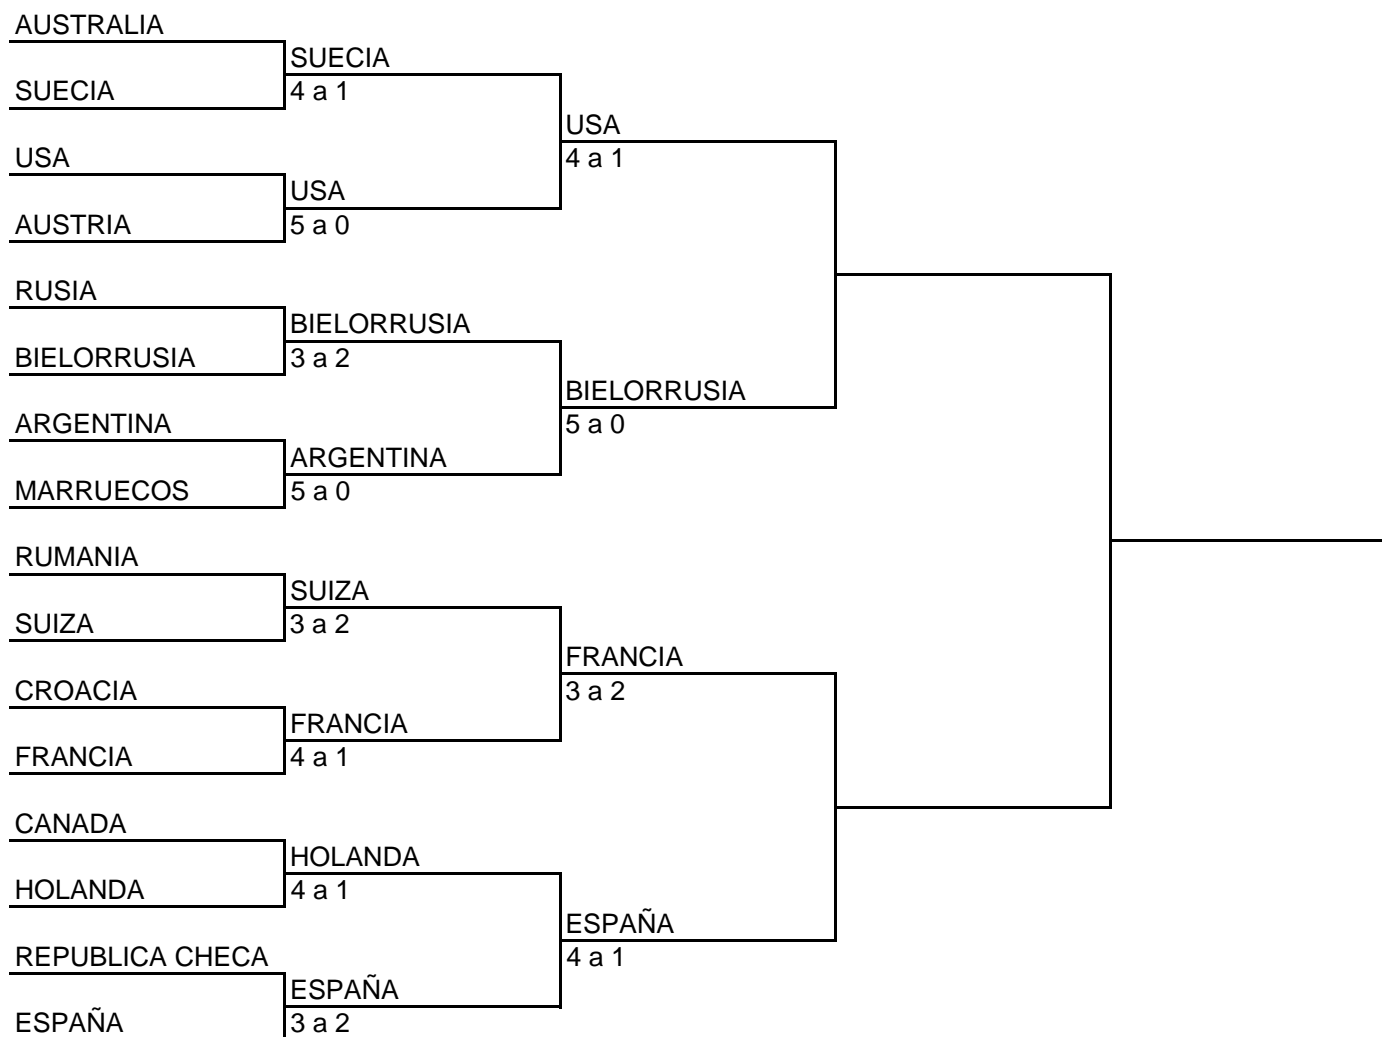 AUSTRALIA
SUECIA
SUECIA
4 a 1
USA
4 a 1
USA
USA
AUSTRIA
5 a 0
RUSIA
BIELORRUSIA
BIELORRUSIA
3 a 2
BIELORRUSIA
5 a 0
ARGENTINA
ARGENTINA
MARRUECOS
5 a 0
RUMANIA
SUIZA
SUIZA
3 a 2
FRANCIA
3 a 2
CROACIA
FRANCIA
FRANCIA
4 a 1
CANADA
HOLANDA
HOLANDA
4 a 1
ESPAÑA
4 a 1
REPUBLICA CHECA
ESPAÑA
ESPAÑA
3 a 2